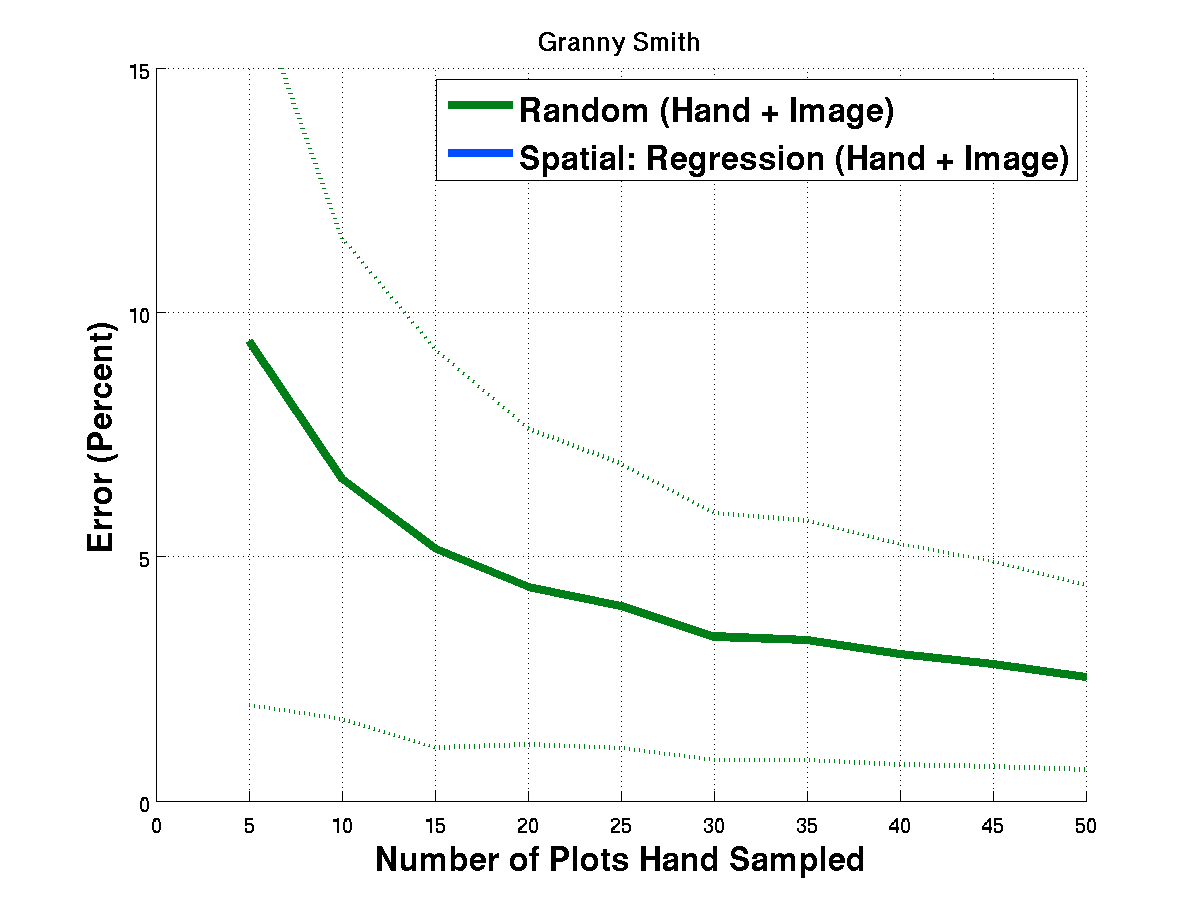 Granny Smith
Random (Hand + Image)
Spatial: Regression (Hand + Image)
15
10
5
0
Error (Percent)
0 5 10 15 20 25 30 35 40 45 50
Number of Plots Hand Sampled